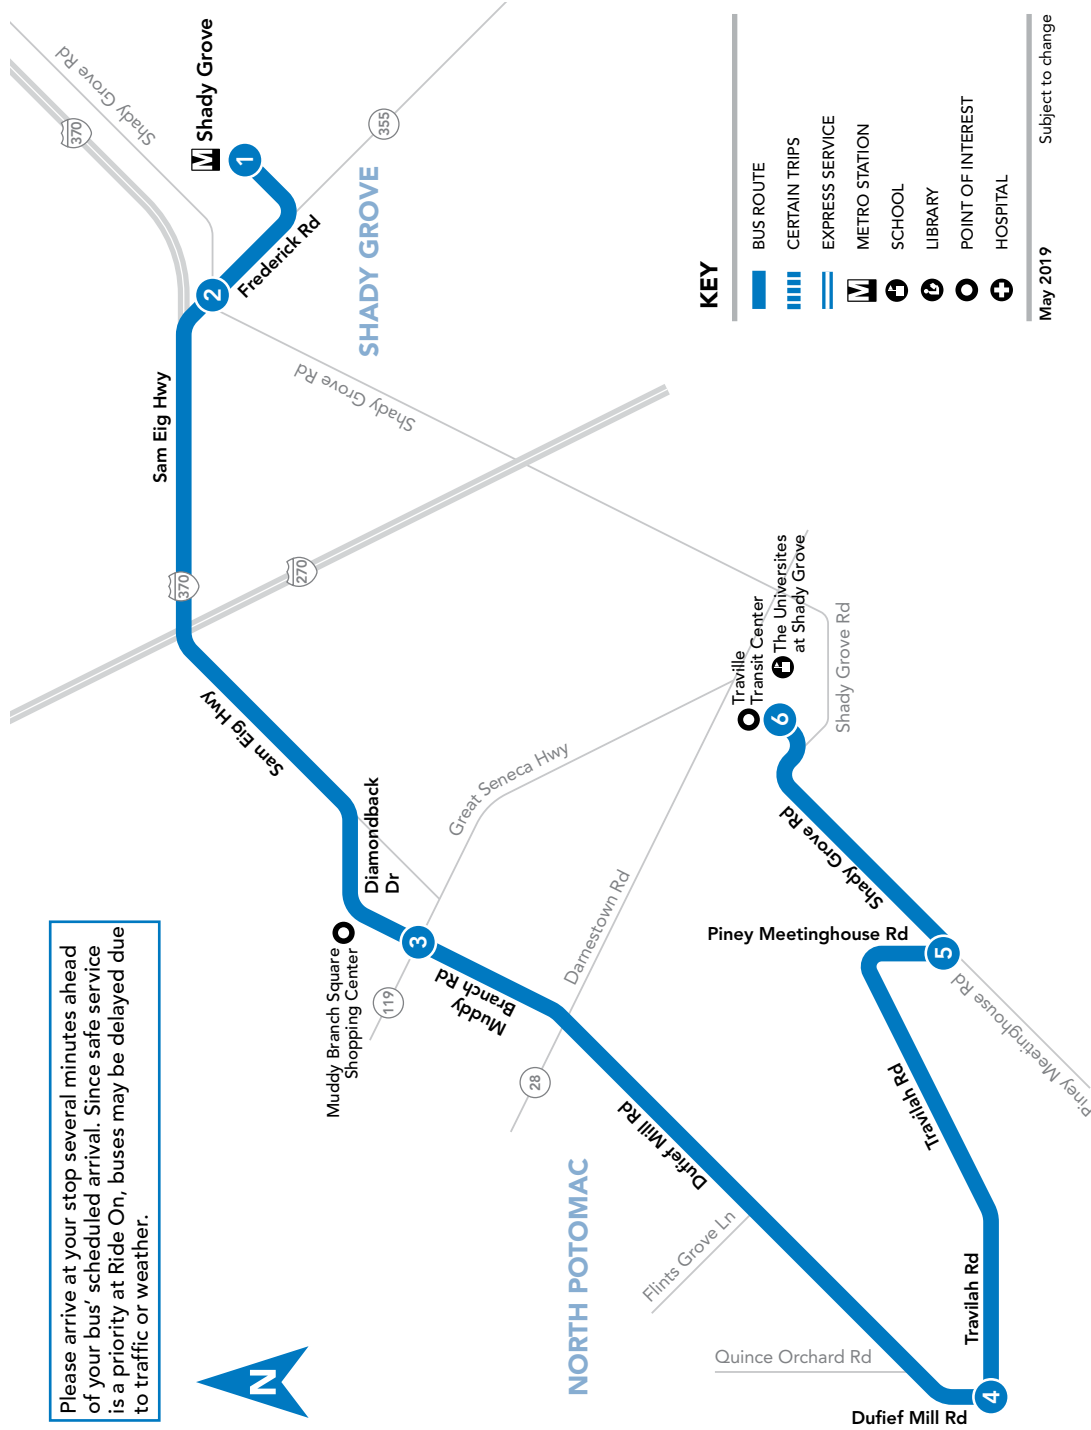 Please arrive at your stop several minutes ahead
of your bus’ scheduled arrival. Since safe service
is a priority at Ride On, buses may be delayed due
to traffic or weather.
N
Shady Grove Rd
370
M Shady Grove
1
355
2
Frederick Rd
SHADY GROVE
Sam Eig Hwy
Shady Grove Rd
370
270
Sam Eig Hwy
Diamondback
Dr
Great Seneca Hwy
Muddy Branch Square
Shopping Center
3
119
Muddy
Branch Rd
Darnestown Rd
28
Traville
Transit Center
The Universities
at Shady Grove
6
Shady Grove Rd
Shady Grove Rd
Piney Meetinghouse Rd
5
Piney Meetinghouse Rd
Travilah Rd
Dufief Mill Rd
NORTH POTOMAC
Flints Grove Ln
Quince Orchard Rd
Travilah Rd
4
Dufief Mill Rd
KEY
BUS ROUTE
CERTAIN TRIPS
EXPRESS SERVICE
M METRO STATION
SCHOOL
LIBRARY
POINT OF INTEREST
HOSPITAL
May 2019
Subject to change